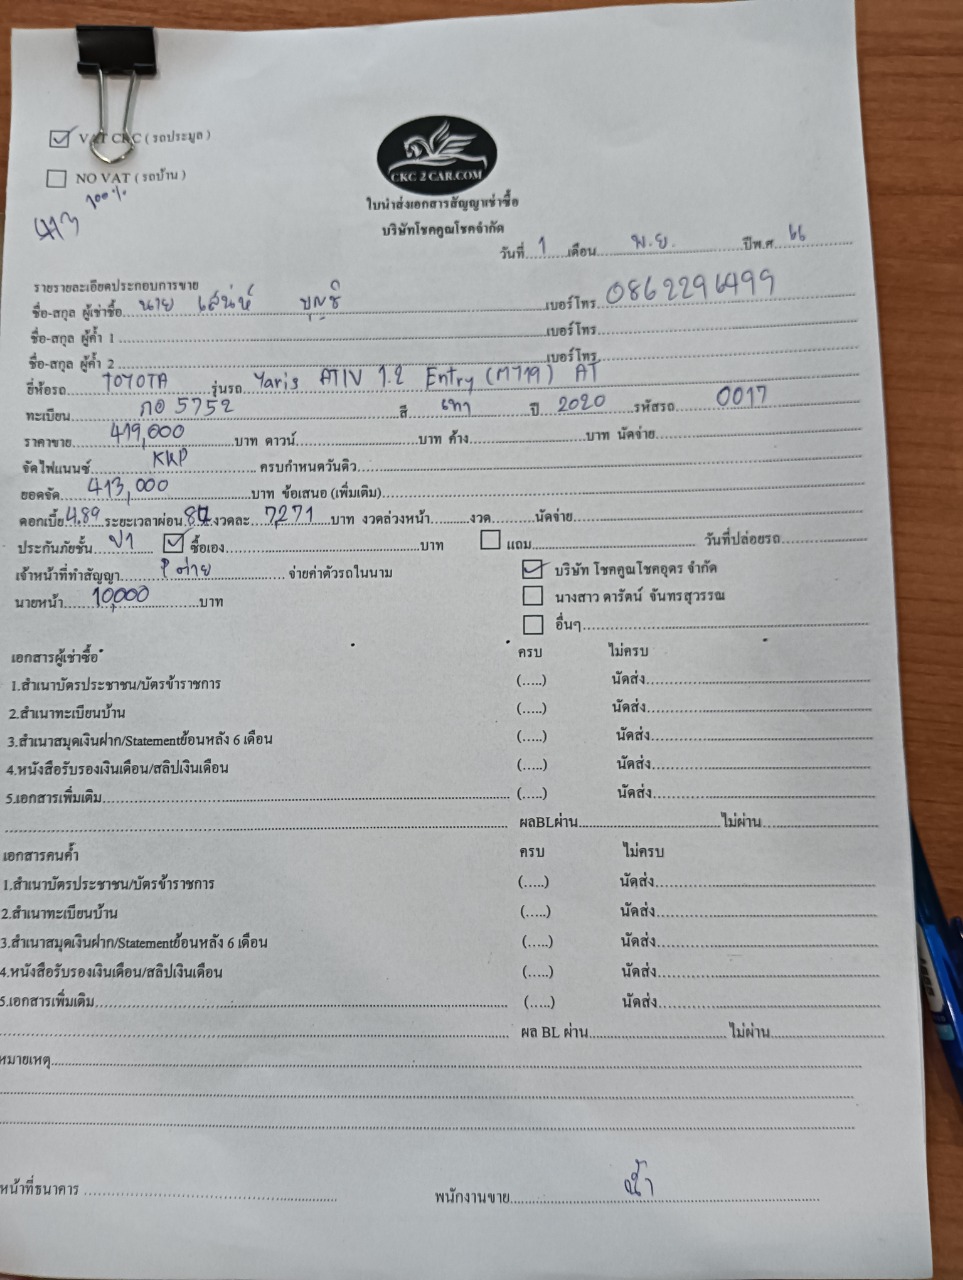 VAT CKC ( รถประมูล )
NO VAT ( รถบ้าน )
413 100%
CKC 2 CAR.COM
ใบนำส่งเอกสารสัญญาเช่าซื้อ
บริษัทโชคคูณโชคจำกัด
วันที่ 1 เดือน พ.ย. ปีพ.ศ 66
รายรายละเอียดประกอบการขาย
ชื่อ-สกุล ผู้เช่าซื้อ นาย เสน่ห์ เบอร์โทร. 0862296499
ชื่อ-สกุล ผู้ค้ำ 1 เบอร์โทร.
ชื่อ-สกุล ผู้ค้ำ 2 เบอร์โทร.
ยี่ห้อรถ TOYOTA รุ่นรถ Yaris ATIV 1.2 Entry (M719) AT
ทะเบียน กอ 5752 สี เทา ปี 2020 รหัสรถ 0017
ราคาขาย 419,000 บาท ดาวน์ บาท ค้าง บาท นัดจ่าย
จัดไฟแนนซ์ KKP ครบกำหนดวันดิว
ยอดจัด 413,000 บาท ข้อเสนอ (เพิ่มเติม)
ดอกเบี้ย 4.89 ระยะเวลาผ่อน 84 งวดละ 7,271 บาท งวดล่วงหน้า งวด นัดจ่าย
ประกันภัยชั้น ป1 ซื้อเอง บาท แถม วันที่ปล่อยรถ
เจ้าหน้าที่ทำสัญญา พี่ต่าย จ่ายค่าตัวรถในนาม บริษัท โชคคูณโชคอุดร จำกัด
นายหน้า 10,000 บาท นางสาว ดารัตน์ จันทรสุวรรณ
อื่นๆ
เอกสารผู้เช่าซื้อ ครบ ไม่ครบ
1.สำเนาบัตรประชาชน/บัตรข้าราชการ (.....) นัดส่ง
2.สำเนาทะเบียนบ้าน (.....) นัดส่ง
3.สำเนาสมุดเงินฝาก/Statementย้อนหลัง 6 เดือน (.....) นัดส่ง
4.หนังสือรับรองเงินเดือน/สลิปเงินเดือน (.....) นัดส่ง
5.เอกสารเพิ่มเติม (.....) นัดส่ง
ผลBLผ่าน ไม่ผ่าน
เอกสารคนค้ำ ครบ ไม่ครบ
1.สำเนาบัตรประชาชน/บัตรข้าราชการ (.....) นัดส่ง
2.สำเนาทะเบียนบ้าน (.....) นัดส่ง
3.สำเนาสมุดเงินฝาก/Statementย้อนหลัง 6 เดือน (.....) นัดส่ง
4.หนังสือรับรองเงินเดือน/สลิปเงินเดือน (.....) นัดส่ง
5.เอกสารเพิ่มเติม (.....) นัดส่ง
ผล BL ผ่าน ไม่ผ่าน
หมายเหตุ
หน้าที่ธนาคาร พนักงานขาย น้ำ